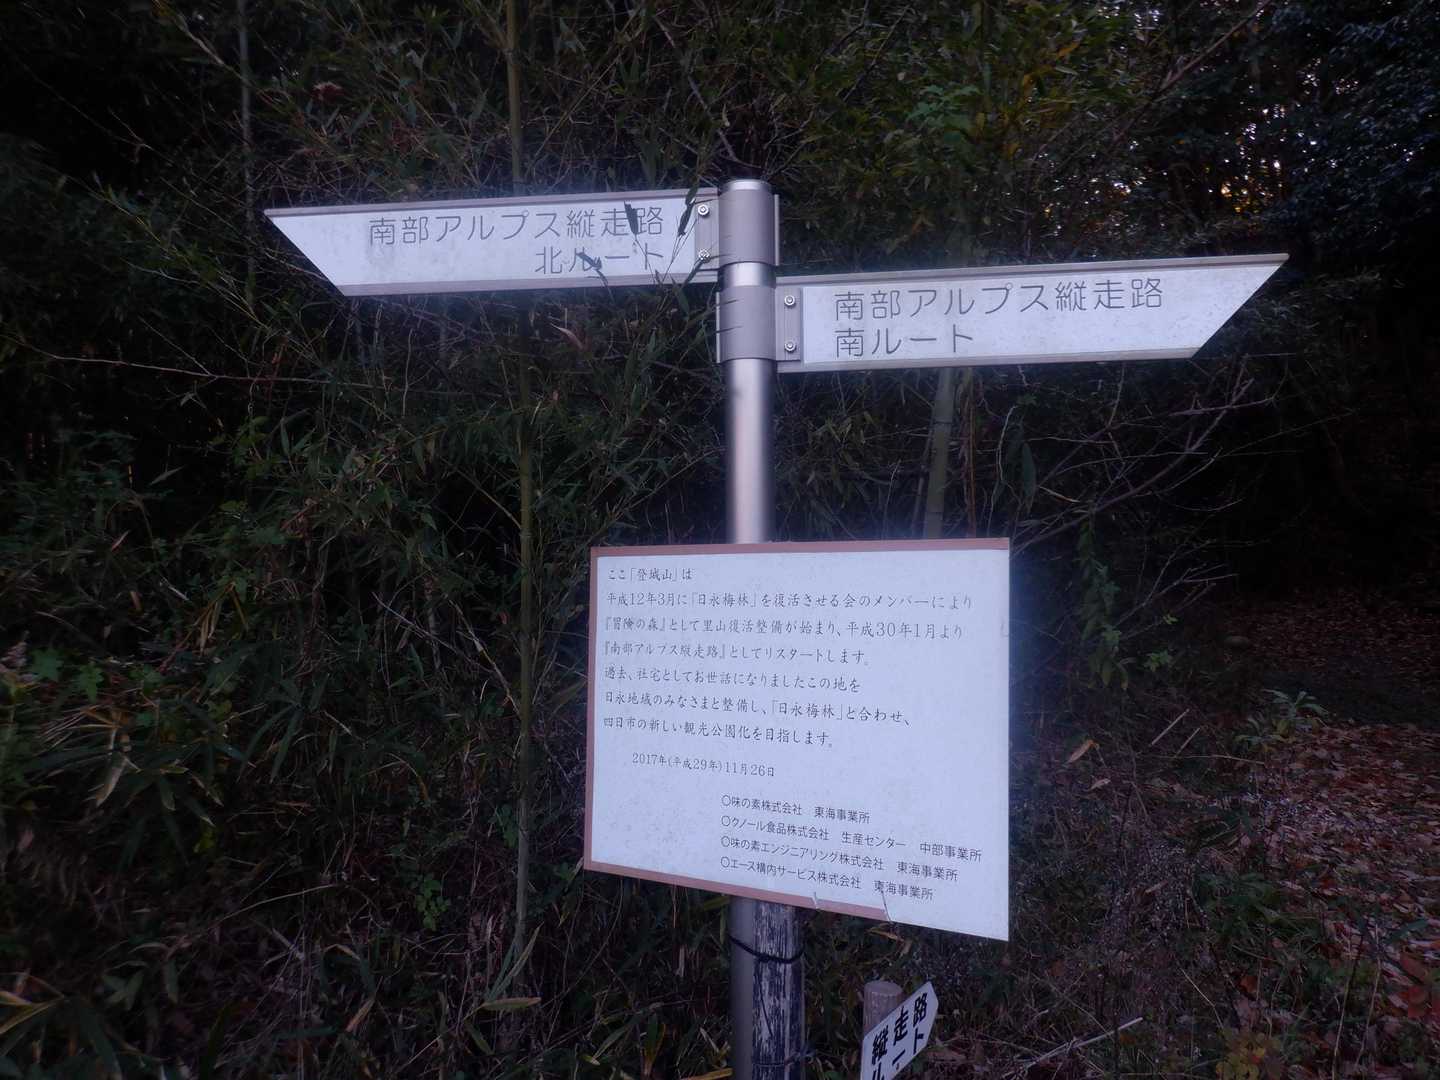 南部アルプス縦走路
北ルート
南部アルプス縦走路
南ルート
ここ「登城山」は
平成12年3月に「日永梅林」を復活させる会のメンバーにより
『冒険の森』として里山復活整備が始まり、平成30年1月より
『南部アルプス縦走路』としてリスタートします。
過去、社宅としてお世話になりましたこの地を
日永地域のみなさまと整備し、「日永梅林」と合わせ、
四日市の新しい観光公園化を目指します。
2017年(平成29年)11月26日
〇味の素株式会社 東海事業所
〇クノール食品株式会社 生産センター 中部事業所
〇味の素エンジニアリング株式会社 東海事業所
〇エース構内サービス株式会社 東海事業所
縦走路